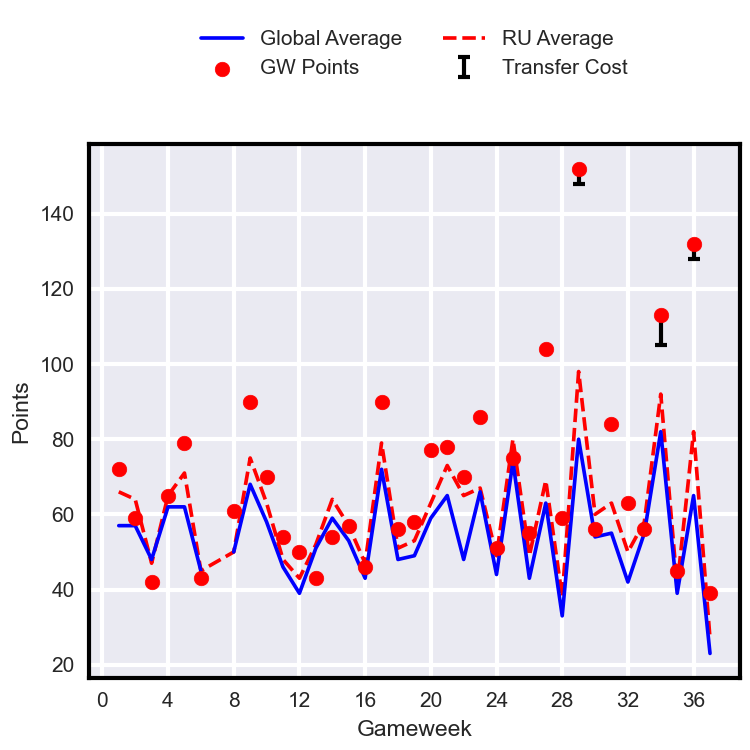 Global Average
RU Average
GW Points
Transfer Cost
140
120
100
80
60
40
20
Points
0 4 8 12 16 20 24 28 32 36
Gameweek